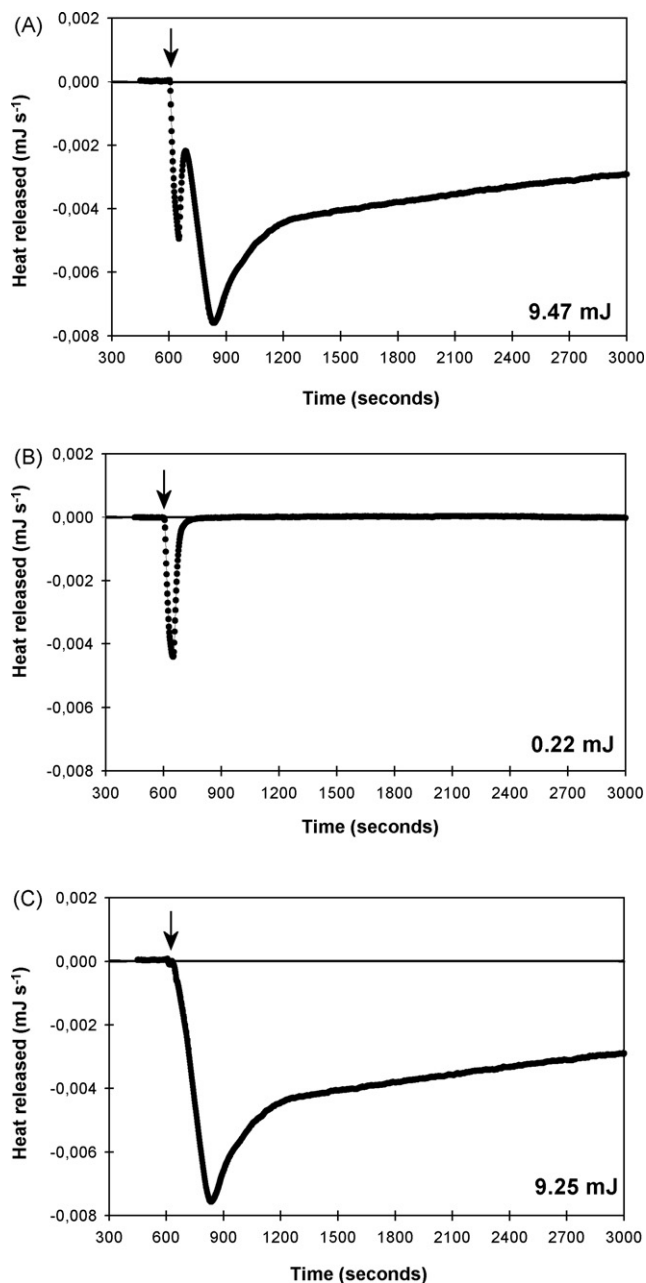 (A)
0,002
0,000
-0,002
-0,004
-0,006
-0,008
Heat released (mJ s⁻¹)
9.47 mJ
300 600 900 1200 1500 1800 2100 2400 2700 3000
Time (seconds)
(B)
0,002
0,000
-0,002
-0,004
-0,006
-0,008
Heat released (mJ s⁻¹)
0.22 mJ
300 600 900 1200 1500 1800 2100 2400 2700 3000
Time (seconds)
(C)
0,002
0,000
-0,002
-0,004
-0,006
-0,008
Heat released (mJ s⁻¹)
9.25 mJ
300 600 900 1200 1500 1800 2100 2400 2700 3000
Time (seconds)